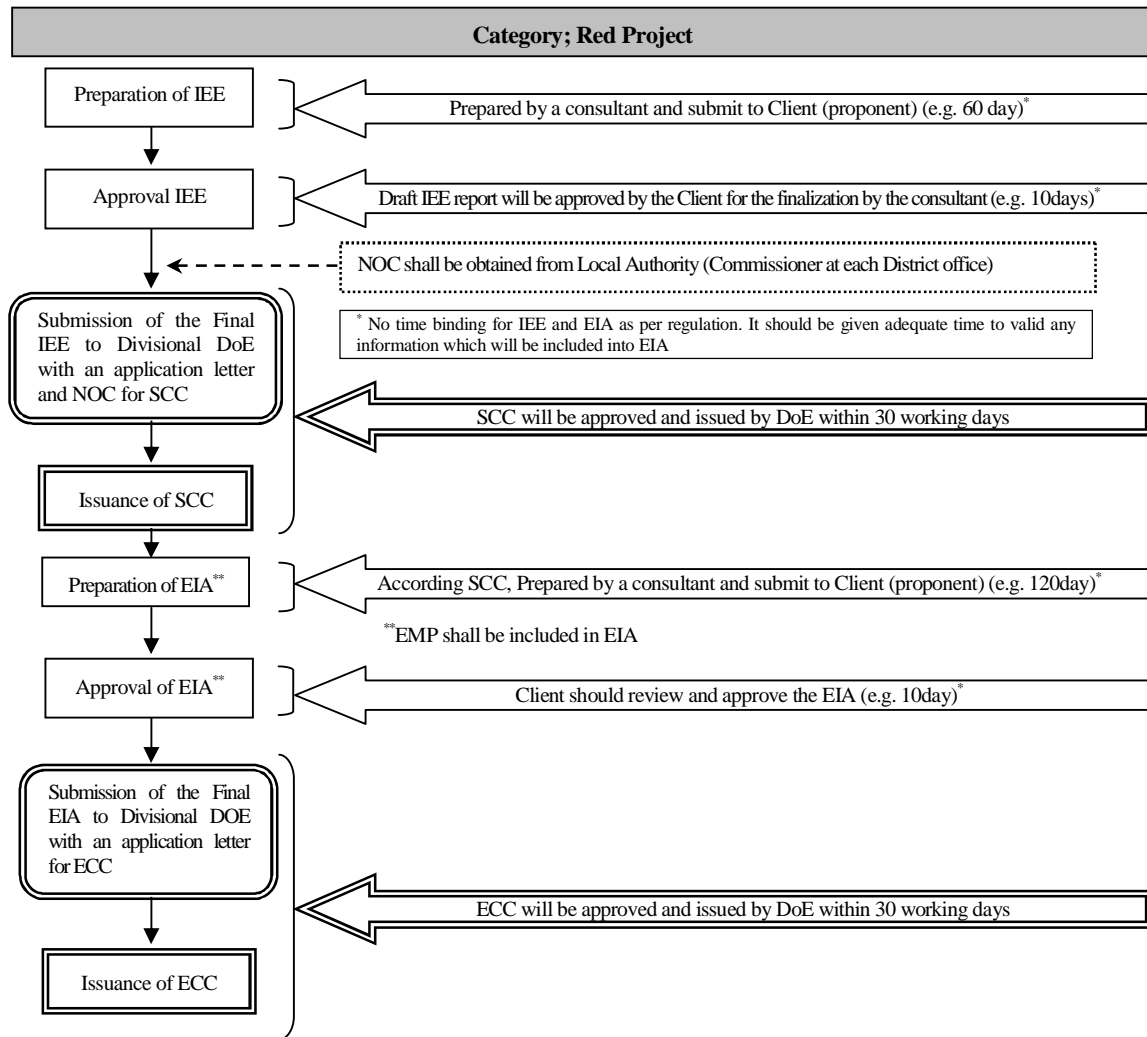 Category; Red Project
Preparation of IEE
Prepared by a consultant and submit to Client (proponent) (e.g. 60 day)*
Approval IEE
Draft IEE report will be approved by the Client for the finalization by the consultant (e.g. 10days)*
NOC shall be obtained from Local Authority (Commissioner at each District office)
Submission of the Final
IEE to Divisional DoE
with an application letter
and NOC for SCC
* No time binding for IEE and EIA as per regulation. It should be given adequate time to valid any
information which will be included into EIA
SCC will be approved and issued by DoE within 30 working days
Issuance of SCC
Preparation of EIA**
According SCC, Prepared by a consultant and submit to Client (proponent) (e.g. 120day)*
**EMP shall be included in EIA
Approval of EIA**
Client should review and approve the EIA (e.g. 10day)*
Submission of the Final
EIA to Divisional DOE
with an application letter
for ECC
ECC will be approved and issued by DoE within 30 working days
Issuance of ECC